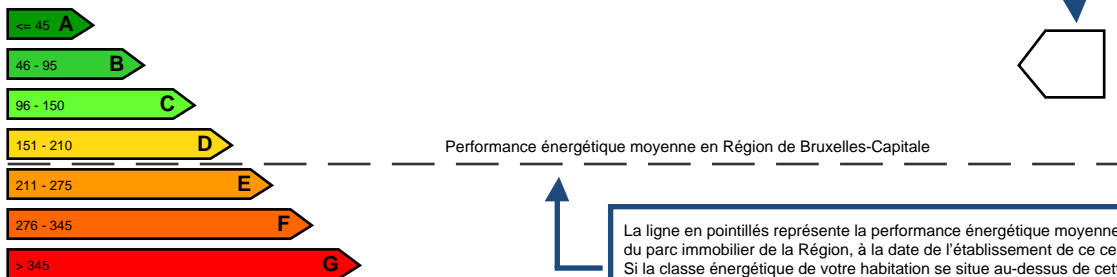 <= 45 A
46 - 95 B
96 - 150 C
151 - 210 D
Performance énergétique moyenne en Région de Bruxelles-Capitale
211 - 275 E
276 - 345 F
> 345 G
La ligne en pointillés représente la performance énergétique moyenne
du parc immobilier de la Région, à la date de l'établissement de ce ce
Si la classe énergétique de votre habitation se situe au-dessus de cet